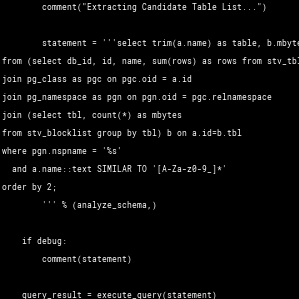 comment("Extracting Candidate Table List...")
statement = '''select trim(a.name) as table, b.mbyte
from (select db_id, id, name, sum(rows) as rows from stv_tbl
join pg_class as pgc on pgc.oid = a.id
join pg_namespace as pgn on pgn.oid = pgc.relnamespace
join (select tbl, count(*) as mbytes
from stv_blocklist group by tbl) b on a.id=b.tbl
where pgn.nspname = '%s'
and a.name::text SIMILAR TO '[A-Za-z0-9_]*'
order by 2;
''' % (analyze_schema,)
if debug:
comment(statement)
query_result = execute_query(statement)